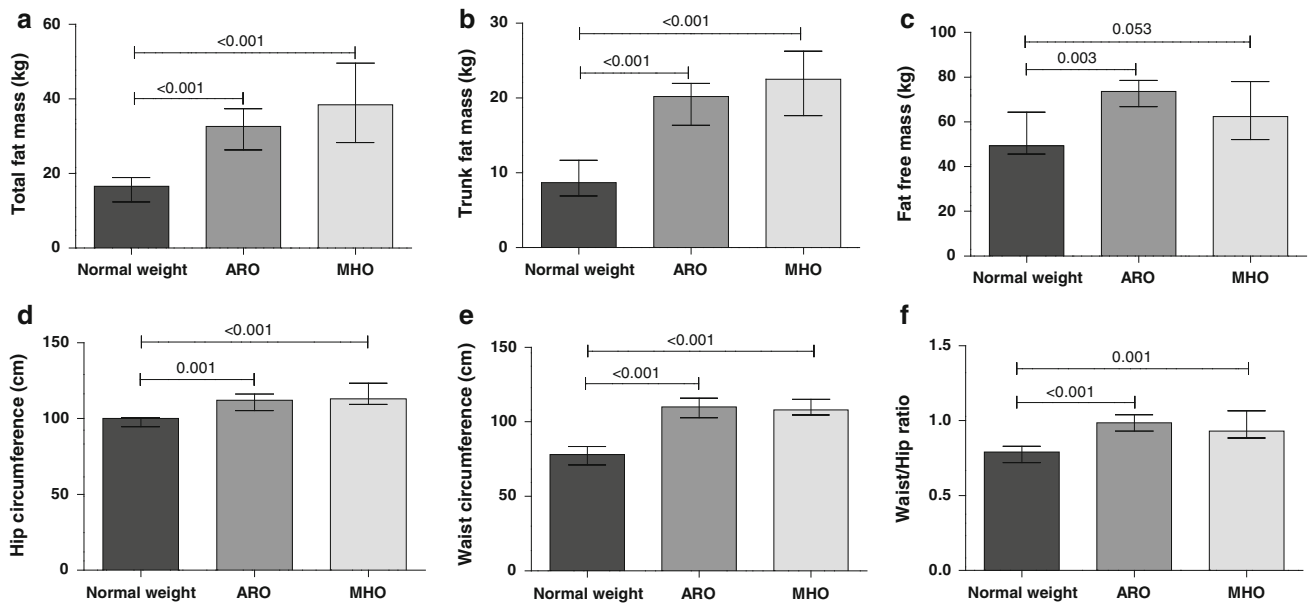 a
Total fat mass (kg)
60
40
20
0
<0.001
<0.001
Normal weight ARO MHO
b
Trunk fat mass (kg)
30
20
10
0
<0.001
<0.001
Normal weight ARO MHO
c
Fat free mass (kg)
100
80
60
40
20
0
0.053
0.003
Normal weight ARO MHO
d
Hip circumference (cm)
150
100
50
0
<0.001
0.001
Normal weight ARO MHO
e
Waist circumference (cm)
150
100
50
0
<0.001
<0.001
Normal weight ARO MHO
f
Waist/Hip ratio
1.5
1.0
0.5
0.0
0.001
<0.001
Normal weight ARO MHO